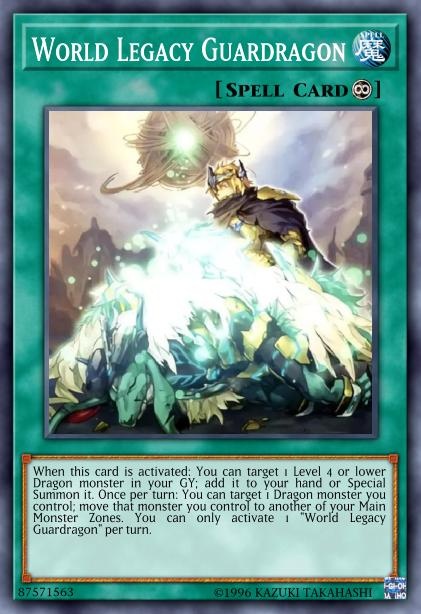 World Legacy Guardragon
SPELL
魔
[Spell Card]
When this card is activated: You can target 1 Level 4 or lower
Dragon monster in your GY; add it to your hand or Special
Summon it. Once per turn: You can target 1 Dragon monster you
control; move that monster you control to another of your Main
Monster Zones. You can only activate 1 "World Legacy
Guardragon" per turn.
87571563
©1996 KAZUKI TAKAHASHI